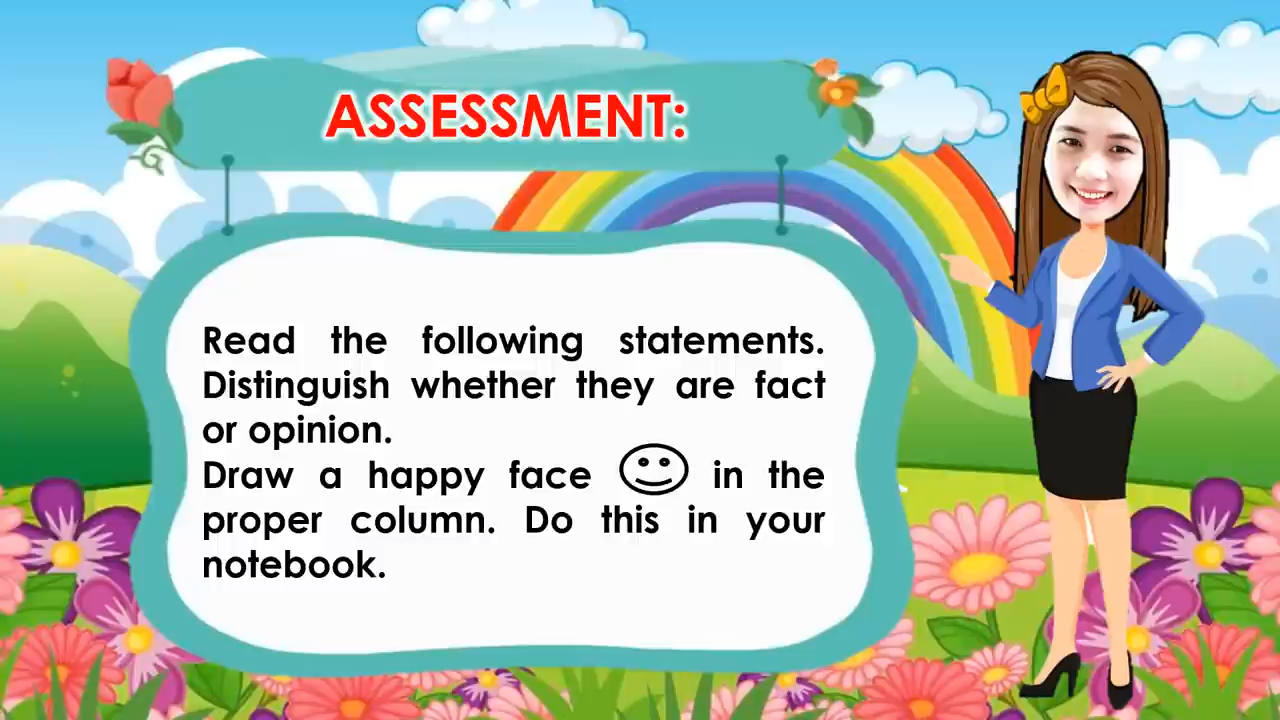 ASSESSMENT:
Read the following statements.
Distinguish whether they are fact
or opinion.
Draw a happy face in the
proper column. Do this in your
notebook.